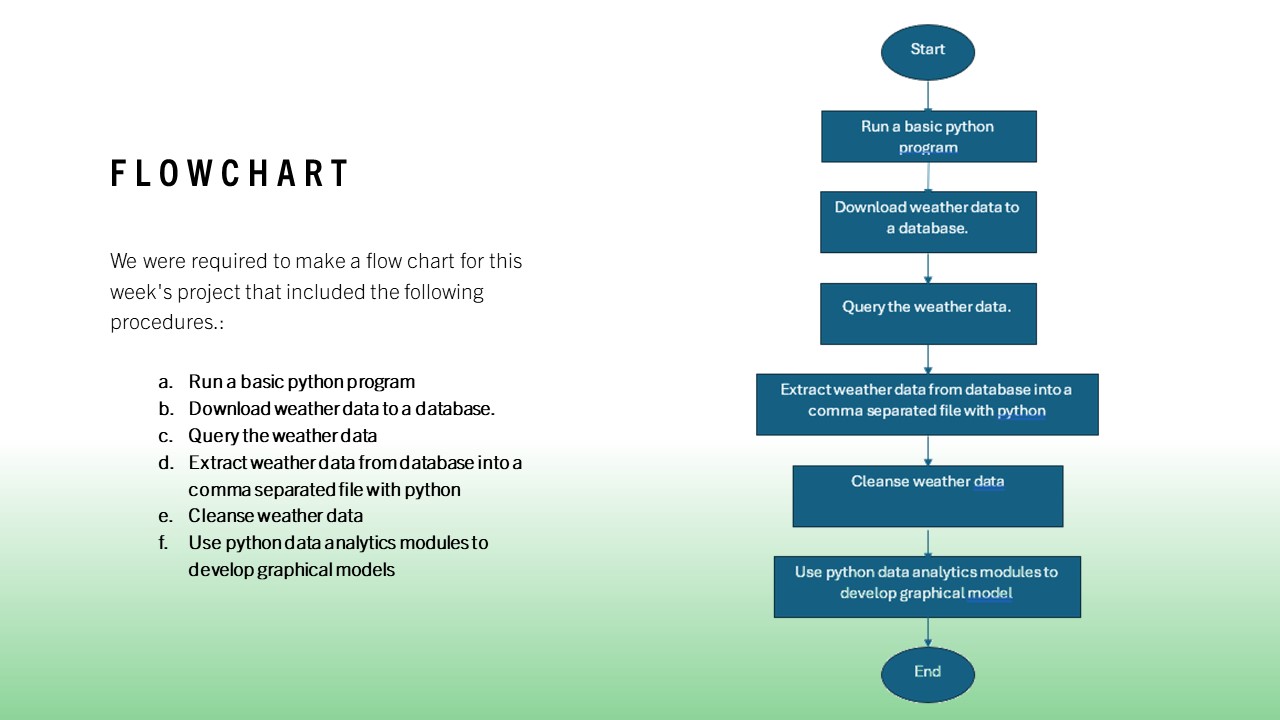 FLOWCHART
We were required to make a flow chart for this
week's project that included the following
procedures.:
a. Run a basic python program
b. Download weather data to a database.
c. Query the weather data
d. Extract weather data from database into a
comma separated file with python
e. Cleanse weather data
f. Use python data analytics modules to
develop graphical models
Start
Run a basic python
program
Download weather data to
a database.
Query the weather data.
Extract weather data from database into a
comma separated file with python
Cleanse weather data
Use python data analytics modules to
develop graphical model
End